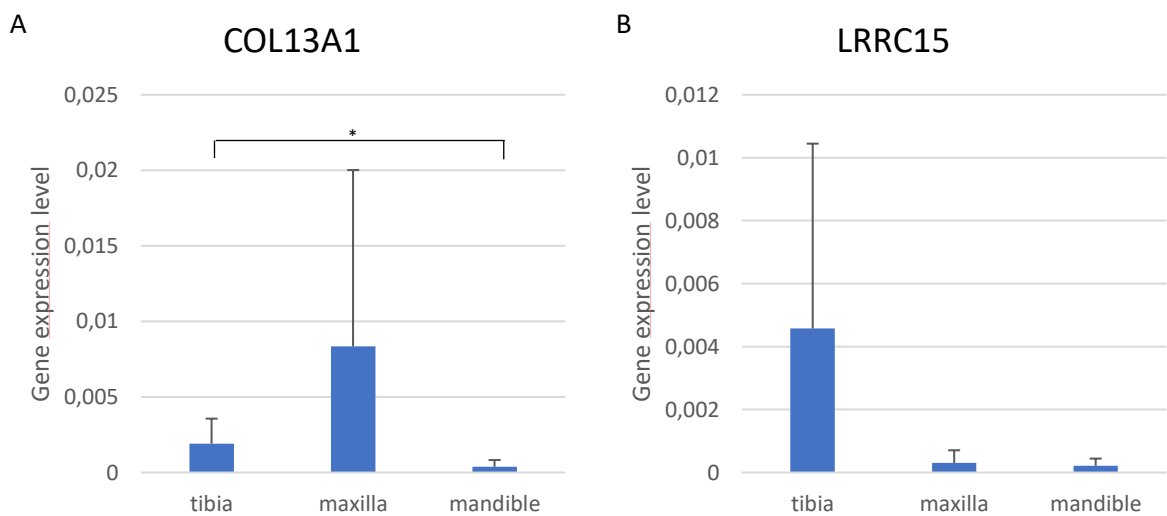 A
COL13A1
Gene expression level
0,025
0,02
0,015
0,01
0,005
0
*
tibia maxilla mandible
B
LRRC15
Gene expression level
0,012
0,01
0,008
0,006
0,004
0,002
0
tibia maxilla mandible